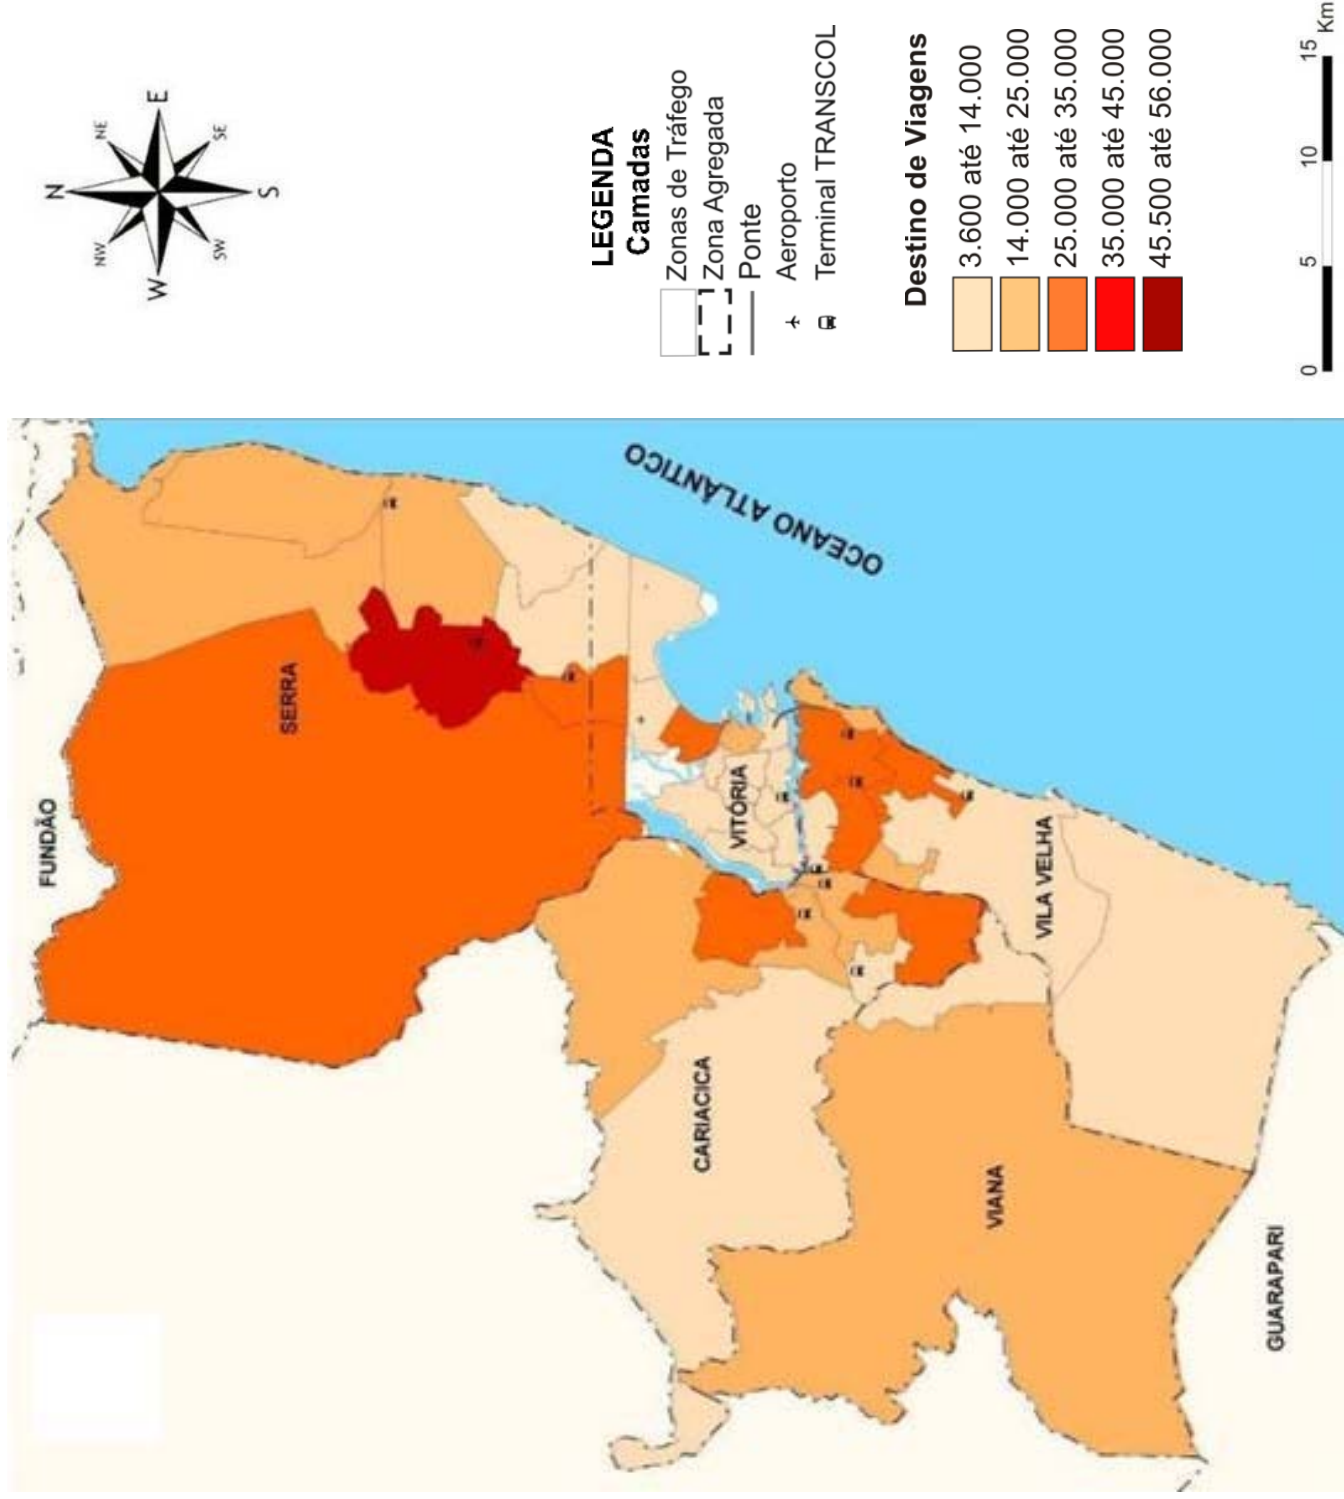 N
NE
E
SE
S
SW
W
NW
LEGENDA
Camadas
Zonas de Tráfego
Zona Agregada
Ponte
Aeroporto
Terminal TRANSCOL
Destino de Viagens
3.600 até 14.000
14.000 até 25.000
25.000 até 35.000
35.000 até 45.000
45.500 até 56.000
0 5 10 15 Km
FUNDÃO
SERRA
OCEANO ATLÂNTICO
VITÓRIA
VILA VELHA
CARIACICA
VIANA
GUARAPARI